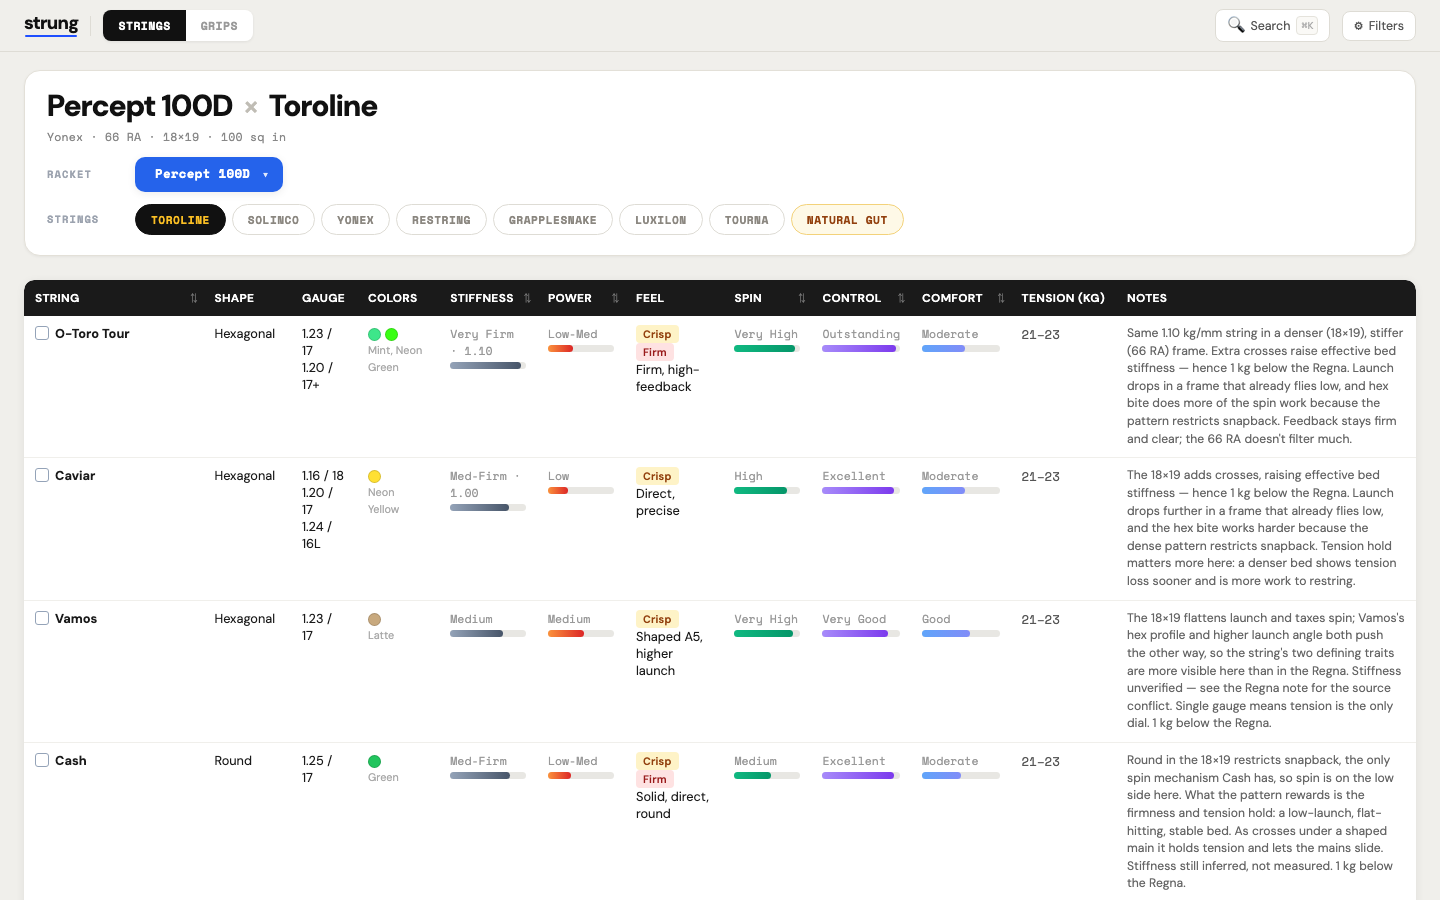 strung
STRINGS
GRIPS
Search ⌘K
Filters
Percept 100D × Toroline
Yonex · 66 RA · 18×19 · 100 sq in
RACKET
Percept 100D
STRINGS
TOROLINE
SOLINCO
YONEX
RESTRING
GRAPPLESNAKE
LUXILON
TOURNA
NATURAL GUT
STRING
SHAPE
GAUGE
COLORS
STIFFNESS
POWER
FEEL
SPIN
CONTROL
COMFORT
TENSION (KG)
NOTES
O-Toro Tour
Hexagonal
1.23 /
17
1.20 /
17+
Mint, Neon
Green
Very Firm
· 1.10
Low-Med
Crisp
Firm
Firm, high-
feedback
Very High
Outstanding
Moderate
21–23
Same 1.10 kg/mm string in a denser (18×19), stiffer
(66 RA) frame. Extra crosses raise effective bed
stiffness — hence 1 kg below the Regna. Launch
drops in a frame that already flies low, and hex
bite does more of the spin work because the
pattern restricts snapback. Feedback stays firm
and clear; the 66 RA doesn't filter much.
Caviar
Hexagonal
1.16 / 18
1.20 /
17
1.24 /
16L
Neon
Yellow
Med-Firm ·
1.00
Low
Crisp
Direct,
precise
High
Excellent
Moderate
21–23
The 18×19 adds crosses, raising effective bed
stiffness — hence 1 kg below the Regna. Launch
drops further in a frame that already flies low,
and the hex bite works harder because the
dense pattern restricts snapback. Tension hold
matters more here: a denser bed shows tension
loss sooner and is more work to restring.
Vamos
Hexagonal
1.23 /
17
Latte
Medium
Medium
Crisp
Shaped A5,
higher
launch
Very High
Very Good
Good
21–23
The 18×19 flattens launch and taxes spin; Vamos's
hex profile and higher launch angle both push
the other way, so the string's two defining traits
are more visible here than in the Regna. Stiffness
unverified — see the Regna note for the source
conflict. Single gauge means tension is the only
dial. 1 kg below the Regna.
Cash
Round
1.25 /
17
Green
Med-Firm
Low-Med
Crisp
Firm
Solid, direct,
round
Medium
Excellent
Moderate
21–23
Round in the 18×19 restricts snapback, the only
spin mechanism Cash has, so spin is on the low
side here. What the pattern rewards is the
firmness and tension hold: a low-launch, flat-
hitting, stable bed. As crosses under a shaped
main it holds tension and lets the mains slide.
Stiffness still inferred, not measured. 1 kg below
the Regna.